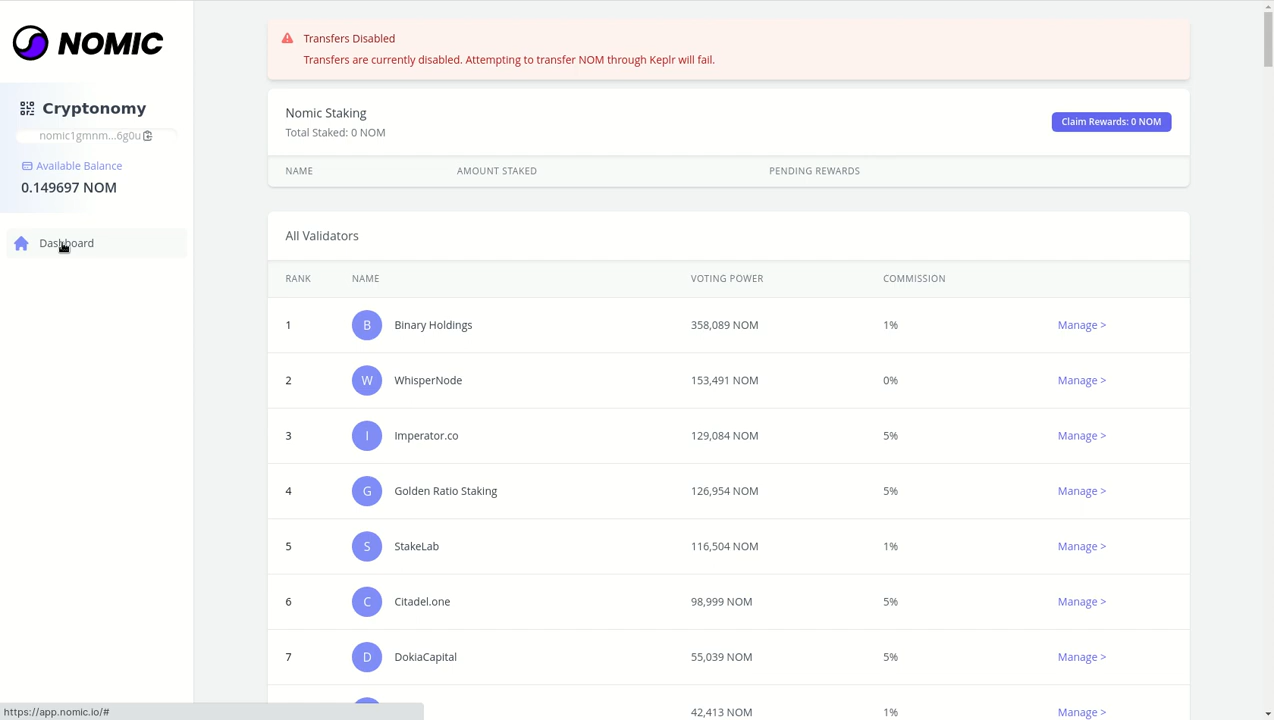 NOMIC
Cryptonomy
nomic1gmnm...6g0u
Available Balance
0.149697 NOM
Dashboard
Transfers Disabled
Transfers are currently disabled. Attempting to transfer NOM through Keplr will fail.
Nomic Staking
Total Staked: 0 NOM
Claim Rewards: 0 NOM
NAME AMOUNT STAKED PENDING REWARDS
All Validators
RANK NAME VOTING POWER COMMISSION
1 B Binary Holdings 358,089 NOM 1% Manage >
2 W WhisperNode 153,491 NOM 0% Manage >
3 I Imperator.co 129,084 NOM 5% Manage >
4 G Golden Ratio Staking 126,954 NOM 5% Manage >
5 S StakeLab 116,504 NOM 1% Manage >
6 C Citadel.one 98,999 NOM 5% Manage >
7 D DokiaCapital 55,039 NOM 5% Manage >
42,413 NOM 1% Manage >
https://app.nomic.io/#